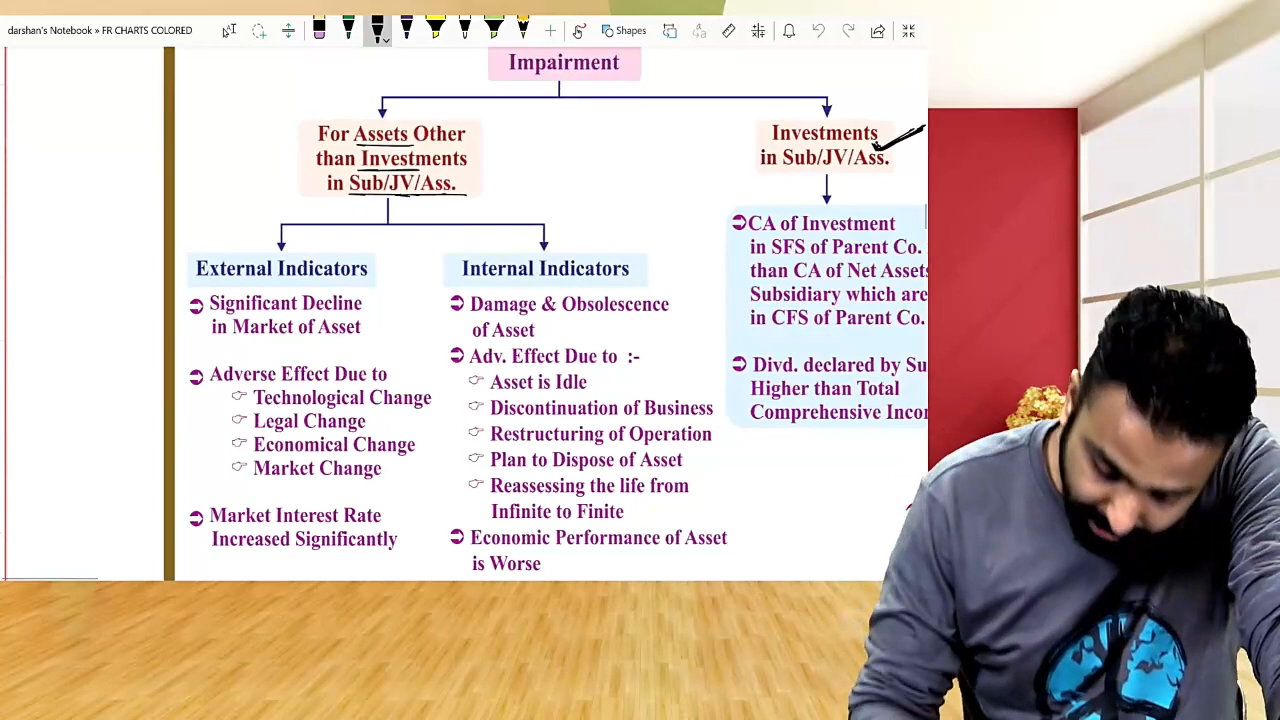 darshan's Notebook » FR CHARTS COLORED
Shapes
Impairment
For Assets Other
than Investments
in Sub/JV/Ass.
Investments
in Sub/JV/Ass.
External Indicators
Significant Decline
in Market of Asset
Adverse Effect Due to
Technological Change
Legal Change
Economical Change
Market Change
Market Interest Rate
Increased Significantly
Internal Indicators
Damage & Obsolescence
of Asset
Adv. Effect Due to :-
Asset is Idle
Discontinuation of Business
Restructuring of Operation
Plan to Dispose of Asset
Reassessing the life from
Infinite to Finite
Economic Performance of Asset
is Worse
CA of Investment
in SFS of Parent Co.
than CA of Net Assets
Subsidiary which are
in CFS of Parent Co.
Divd. declared by
Higher than Total
Comprehensive